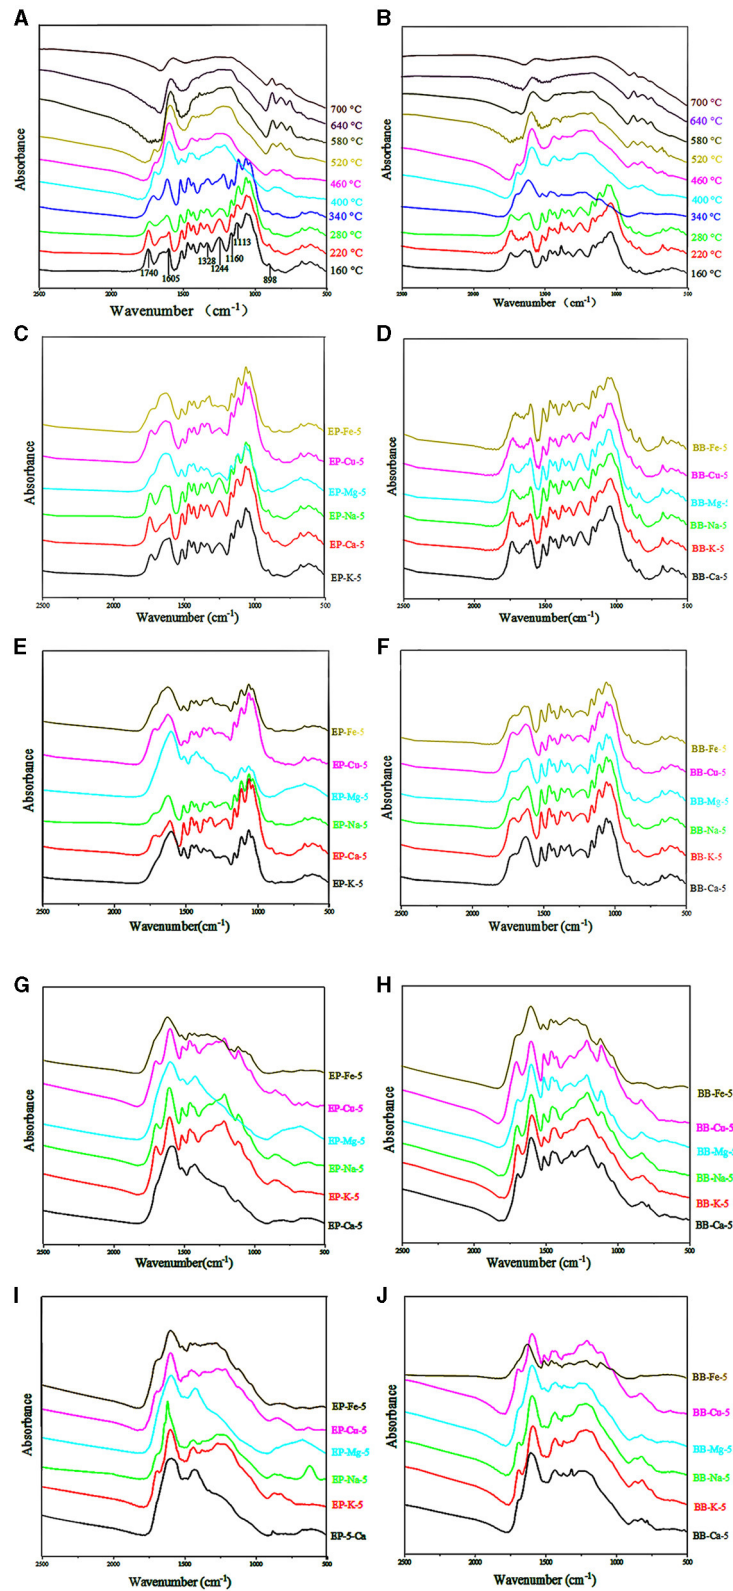 A
B
Absorbance
700 °C
640 °C
580 °C
520 °C
460 °C
400 °C
340 °C
280 °C
220 °C
160 °C
1740
1605
1328
1244
1160
1113
898
2500
2000
1500
1000
500
Wavenumber （cm-1）
Absorbance
700 °C
640 °C
580 °C
520 °C
460 °C
400 °C
340 °C
280 °C
220 °C
160 °C
2500
2000
1500
1000
500
Wavenumber （cm-1）
C
D
Absorbance
EP-Fe-5
EP-Cu-5
EP-Mg-5
EP-Na-5
EP-Ca-5
EP-K-5
2500
2000
1500
1000
500
Wavenumber (cm-1)
Absorbance
BB-Fe-5
BB-Cu-5
BB-Mg-5
BB-Na-5
BB-K-5
BB-Ca-5
2500
2000
1500
1000
500
Wavenumber(cm-1)
E
F
Absorbance
EP-Fe-5
EP-Cu-5
EP-Mg-5
EP-Na-5
EP-Ca-5
EP-K-5
2500
2000
1500
1000
500
Wavenumber(cm-1)
Absorbance
BB-Fe-5
BB-Cu-5
BB-Mg-5
BB-Na-5
BB-K-5
BB-Ca-5
2500
2000
1500
1000
500
Wavenumber(cm-1)
G
H
Absorbance
EP-Fe-5
EP-Cu-5
EP-Mg-5
EP-Na-5
EP-K-5
EP-Ca-5
2500
2000
1500
1000
500
Wavenumber(cm-1)
Absorbance
BB-Fe-5
BB-Cu-5
BB-Mg-5
BB-Na-5
BB-K-5
BB-Ca-5
2500
2000
1500
1000
500
Wavenumber (cm-1)
I
J
Absorbance
EP-Fe-5
EP-Cu-5
EP-Mg-5
EP-Na-5
EP-K-5
EP-5-Ca
2500
2000
1500
1000
500
Wavenumber (cm-1)
Absorbance
BB-Fe-5
BB-Cu-5
BB-Mg-5
BB-Na-5
BB-K-5
BB-Ca-5
2500
2000
1500
1000
500
Wavenumber (cm-1)